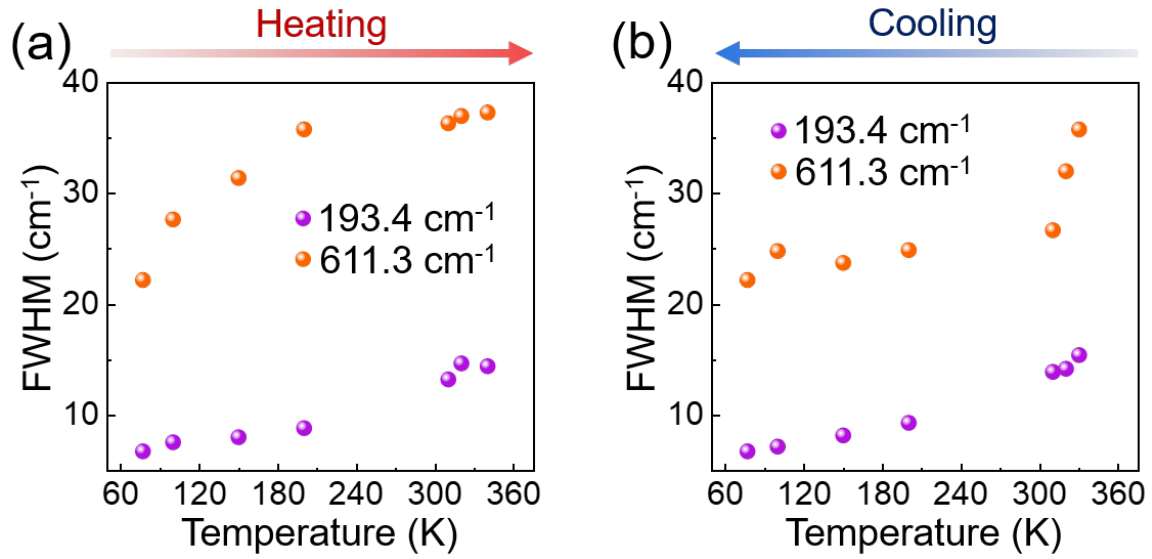 (a)
Heating
40
30
20
10
FWHM (cm⁻¹)
193.4 cm⁻¹
611.3 cm⁻¹
60 120 180 240 300 360
Temperature (K)
(b)
Cooling
40
30
20
10
FWHM (cm⁻¹)
193.4 cm⁻¹
611.3 cm⁻¹
60 120 180 240 300 360
Temperature (K)